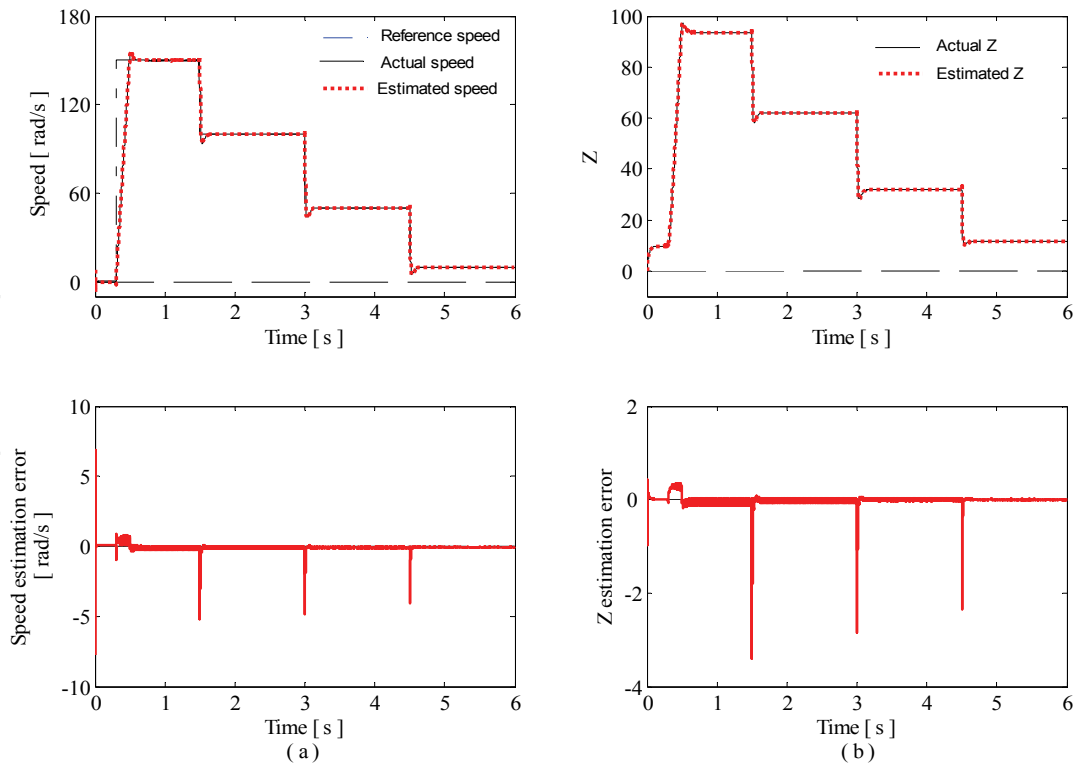 180
150
120
60
0
Speed [ rad/s ]
Reference speed
Actual speed
Estimated speed
0 1 2 3 4 5 6
Time [ s ]
100
80
60
40
20
0
Z
Actual Z
Estimated Z
0 1 2 3 4 5 6
Time [ s ]
10
5
0
-5
-10
Speed estimation error
[ rad/s ]
0 1 2 3 4 5 6
Time [ s ]
( a )
2
0
-2
-4
Z estimation error
0 1 2 3 4 5 6
Time [ s ]
( b )